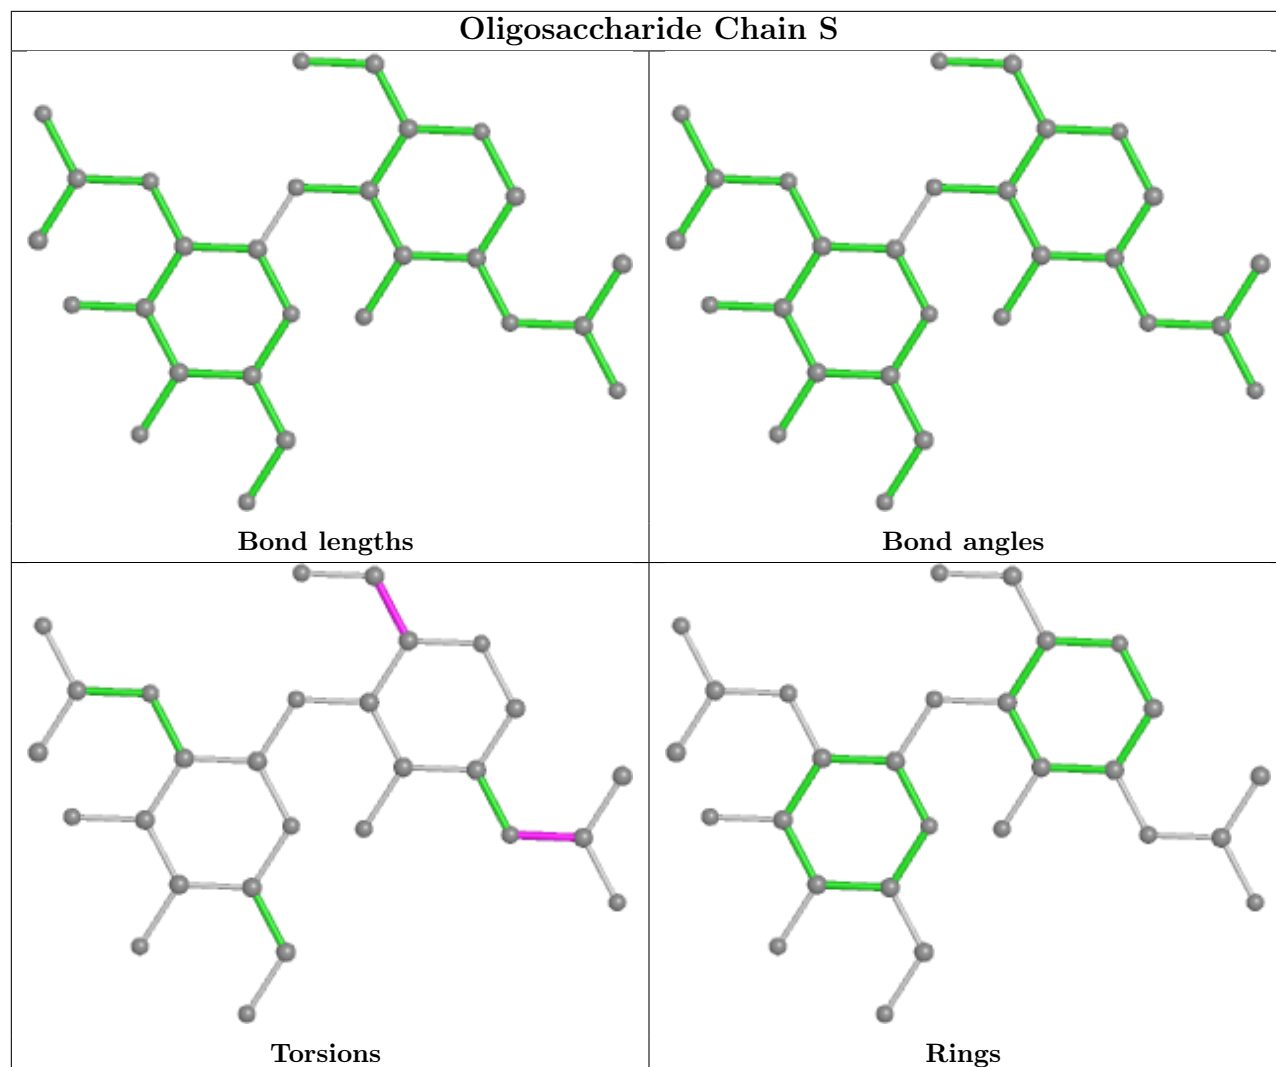 Oligosaccharide Chain S
Bond lengths
Bond angles
Torsions
Rings